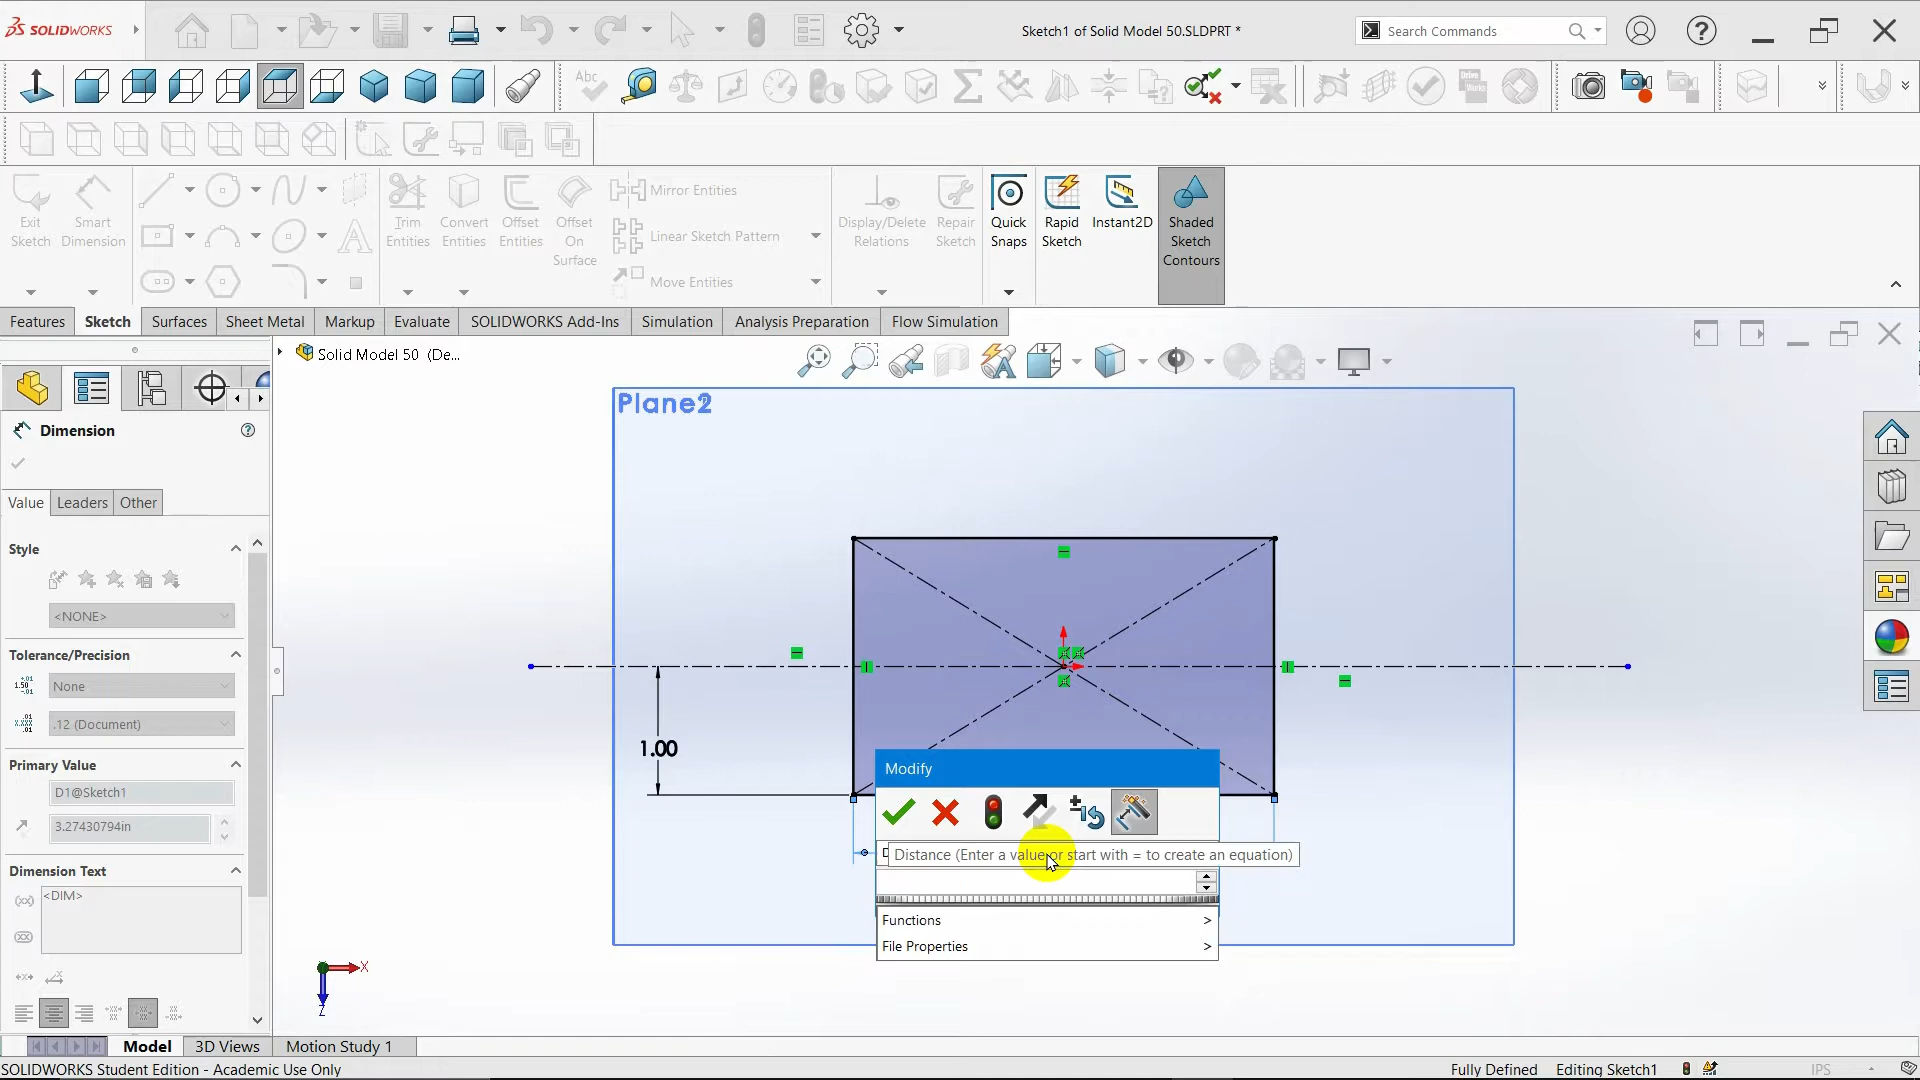 SOLIDWORKS
Sketch1 of Solid Model 50.SLDPRT *
Search Commands
Exit Sketch
Smart Dimension
Trim Entities
Convert Entities
Offset Entities
Offset On Surface
Mirror Entities
Linear Sketch Pattern
Move Entities
Display/Delete Relations
Repair Sketch
Quick Snaps
Rapid Sketch
Instant2D
Shaded Sketch Contours
Features
Sketch
Surfaces
Sheet Metal
Markup
Evaluate
SOLIDWORKS Add-Ins
Simulation
Analysis Preparation
Flow Simulation
Solid Model 50 (De...
Plane2
Dimension
Value
Leaders
Other
Style
<NONE>
Tolerance/Precision
None
.12 (Document)
Primary Value
D1@Sketch1
3.27430794in
Dimension Text
<DIM>
1.00
Modify
Distance (Enter a value or start with = to create an equation)
Functions >
File Properties >
X
Z
Model
3D Views
Motion Study 1
SOLIDWORKS Student Edition - Academic Use Only
Fully Defined
Editing Sketch1
IPS